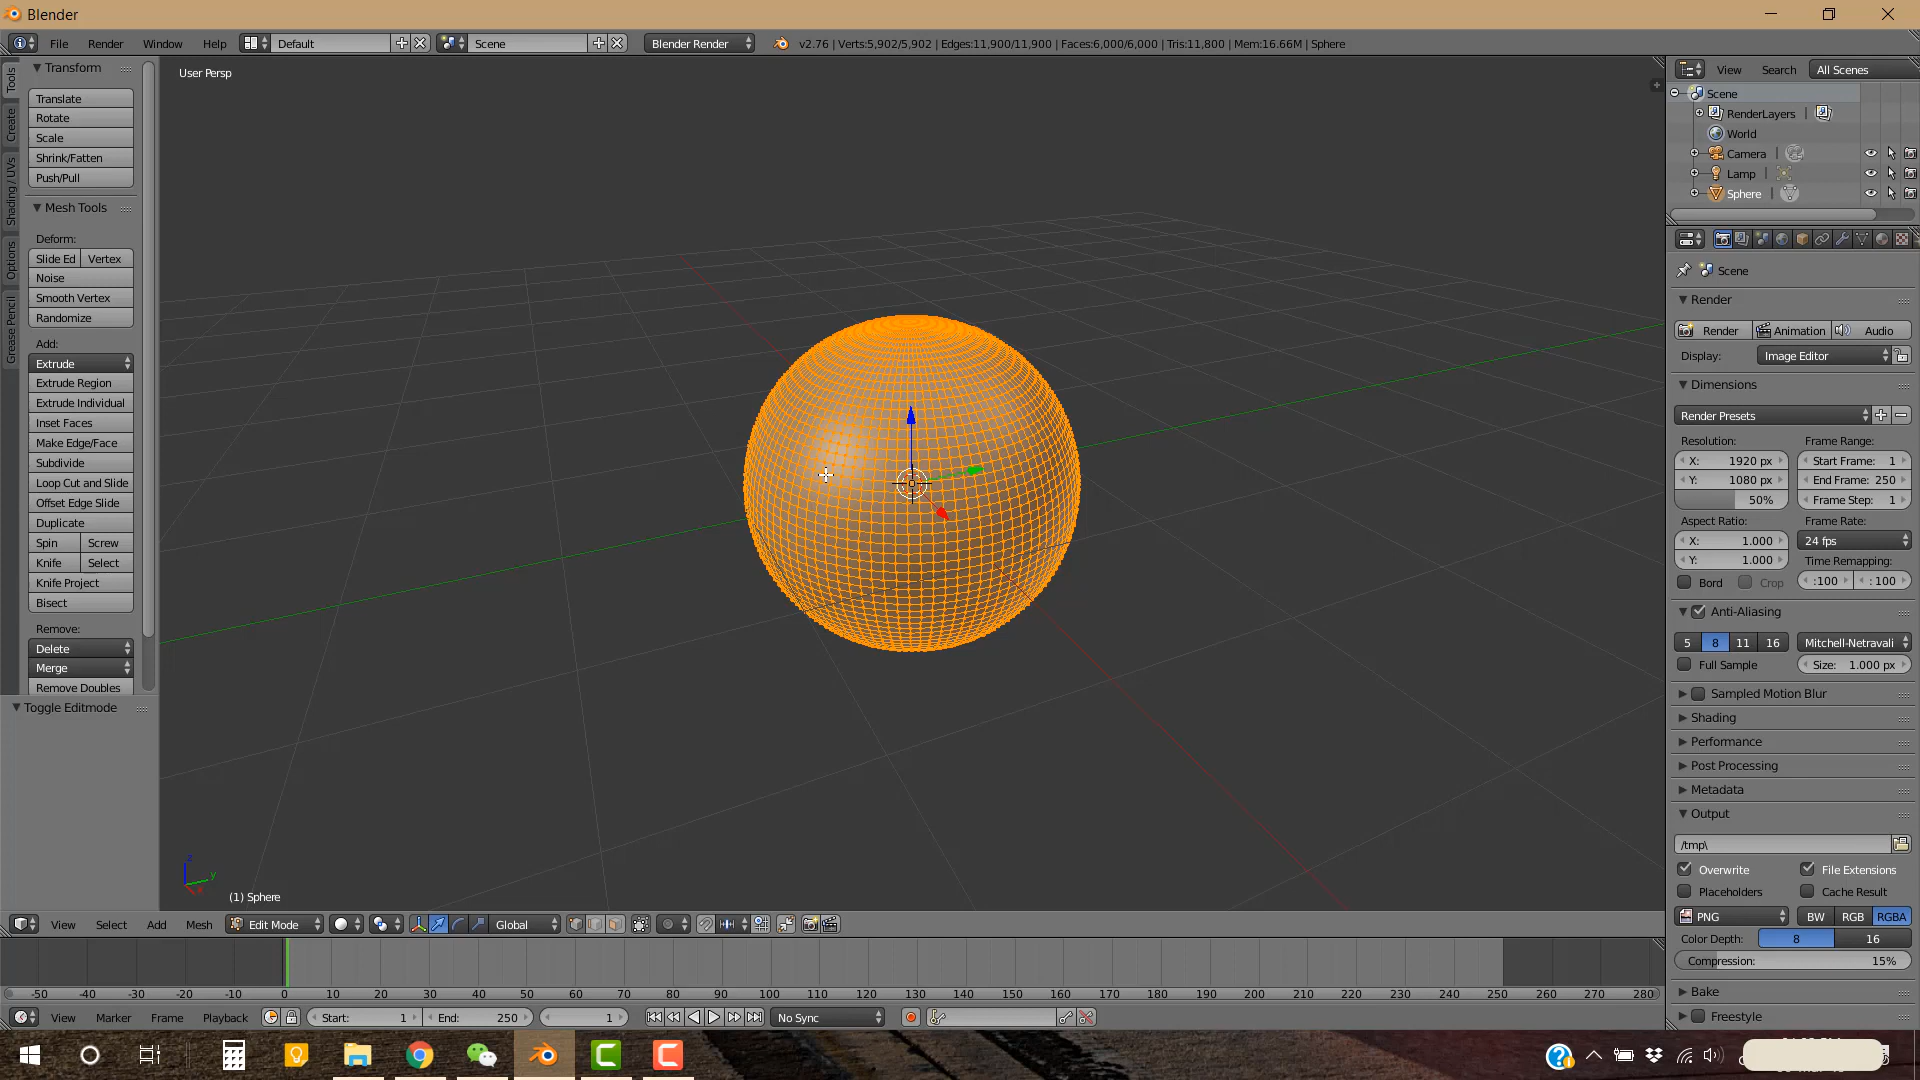 Blender
File Render Window Help Default Scene Blender Render v2.76 | Verts:5,902/5,902 | Edges:11,900/11,900 | Faces:6,000/6,000 | Tris:11,800 | Mem:16.66M | Sphere
Tools
Create
Shading / UVs
Options
Grease Pencil
Transform
Translate
Rotate
Scale
Shrink/Fatten
Push/Pull
Mesh Tools
Deform:
Slide Ed Vertex
Noise
Smooth Vertex
Randomize
Add:
Extrude
Extrude Region
Extrude Individual
Inset Faces
Make Edge/Face
Subdivide
Loop Cut and Slide
Offset Edge Slide
Duplicate
Spin Screw
Knife Select
Knife Project
Bisect
Remove:
Delete
Merge
Remove Doubles
Toggle Editmode
User Persp
z
y
x
(1) Sphere
View Select Add Mesh Edit Mode Global
View Search All Scenes
Scene
RenderLayers |
World
Camera |
Lamp |
Sphere |
Scene
Render
Render Animation Audio
Display: Image Editor
Dimensions
Render Presets
Resolution: Frame Range:
X: 1920 px Start Frame: 1
Y: 1080 px End Frame: 250
50% Frame Step: 1
Aspect Ratio: Frame Rate:
X: 1.000 24 fps
Y: 1.000 Time Remapping:
Bord Crop :100 : 100
Anti-Aliasing
5 8 11 16 Mitchell-Netravali
Full Sample Size: 1.000 px
Sampled Motion Blur
Shading
Performance
Post Processing
Metadata
Output
/tmp\
Overwrite File Extensions
Placeholders Cache Result
PNG BW RGB RGBA
Color Depth: 8 16
Compression: 15%
Bake
Freestyle
-50 -40 -30 -20 -10 0 10 20 30 40 50 60 70 80 90 100 110 120 130 140 150 160 170 180 190 200 210 220 230 240 250 260 270 280
View Marker Frame Playback Start: 1 End: 250 1 No Sync